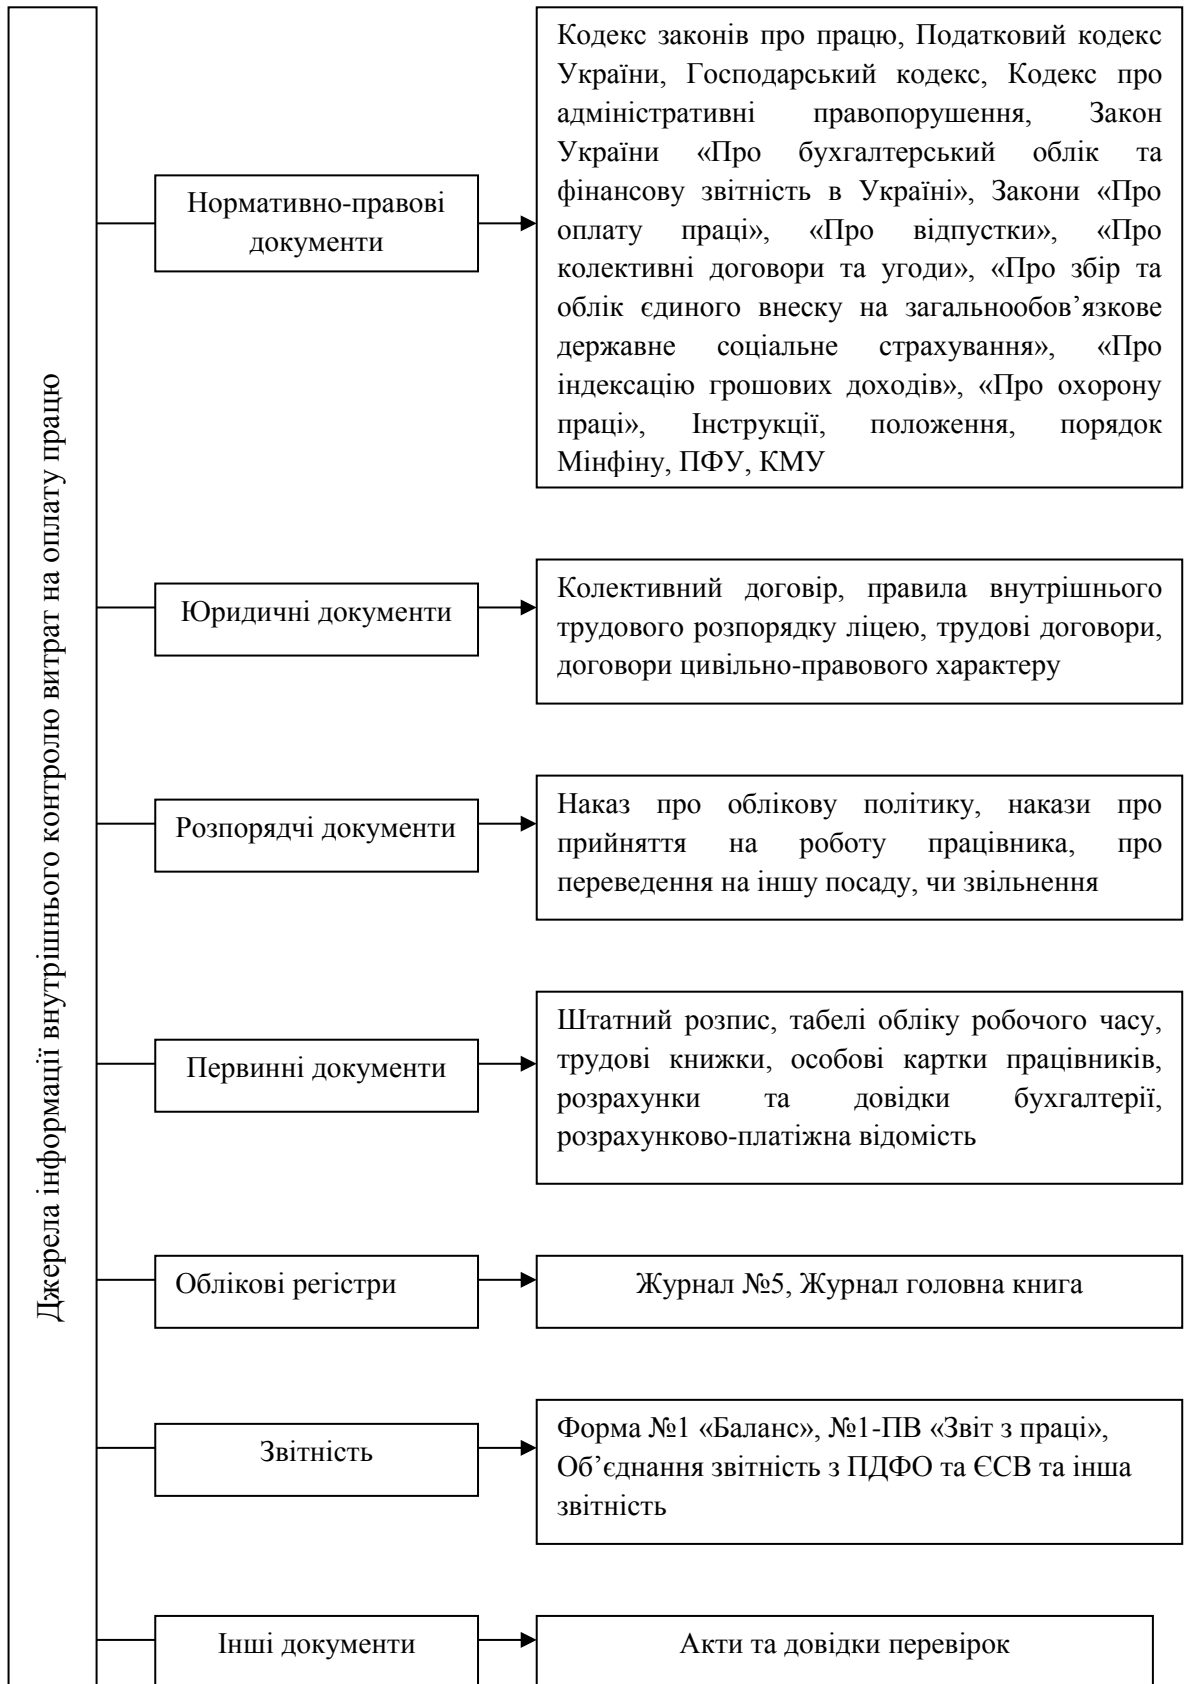 Джерела інформації внутрішнього контролю витрат на оплату працю
Нормативно-правові
документи
Кодекс законів про працю, Податковий кодекс
України, Господарський кодекс, Кодекс про
адміністративні правопорушення, Закон
України «Про бухгалтерський облік та
фінансову звітність в Україні», Закони «Про
оплату праці», «Про відпустки», «Про
колективні договори та угоди», «Про збір та
облік єдиного внеску на загальнообов’язкове
державне соціальне страхування», «Про
індексацію грошових доходів», «Про охорону
праці», Інструкції, положення, порядок
Мінфіну, ПФУ, КМУ
Юридичні документи
Колективний договір, правила внутрішнього
трудового розпорядку ліцею, трудові договори,
договори цивільно-правового характеру
Розпорядчі документи
Наказ про облікову політику, накази про
прийняття на роботу працівника, про
переведення на іншу посаду, чи звільнення
Первинні документи
Штатний розпис, табелі обліку робочого часу,
трудові книжки, особові картки працівників,
розрахунки та довідки бухгалтерії,
розрахунково-платіжна відомість
Облікові регістри
Журнал №5, Журнал головна книга
Звітність
Форма №1 «Баланс», №1-ПВ «Звіт з праці»,
Об’єднання звітність з ПДФО та ЄСВ та інша
звітність
Інші документи
Акти та довідки перевірок